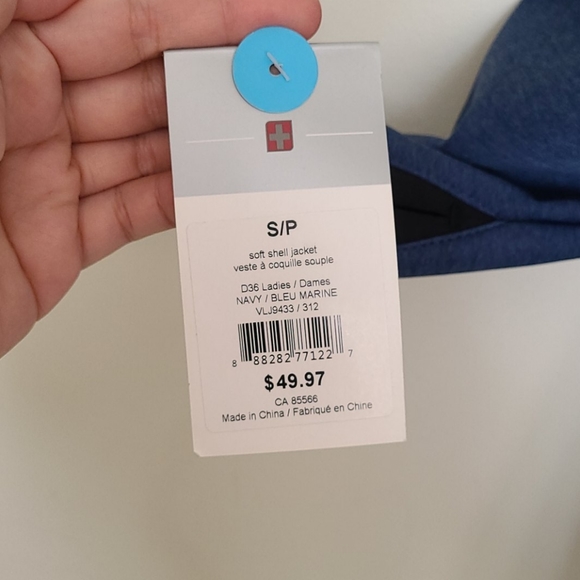 S/P
soft shell jacket
veste à coquille souple
D36 Ladies / Dames
NAVY / BLEU MARINE
VLJ9433 / 312
8 88282 77122 7
$49.97
CA 85566
Made in China / Fabriqué en Chine